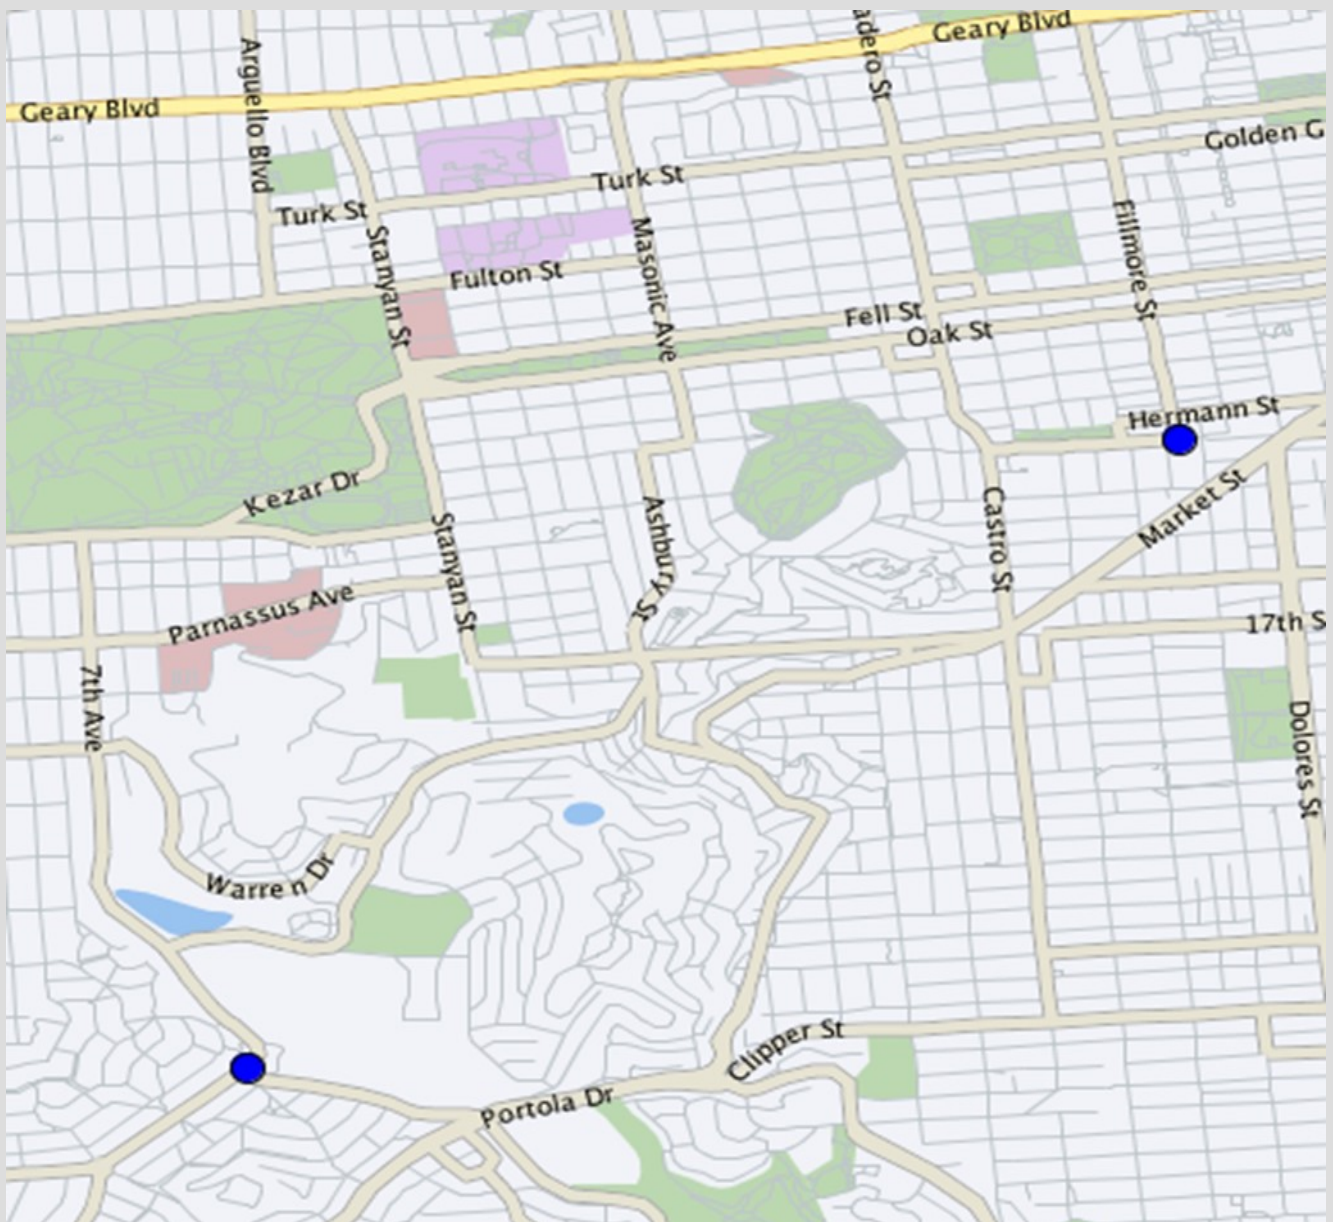 Geary Blvd
adero St
Arguello Blvd
Geary Blvd
Golden G
Turk St
Turk St
Fillmore St
Masonic Ave
Stanyan St
Fulton St
Fell St
Oak St
Hermann St
Kezar Dr
Market St
Castro St
Ashbury St
Stanyan St
Parnassus Ave
17th S
7th Ave
Dolores St
Warre n Dr
Clipper St
Portola Dr